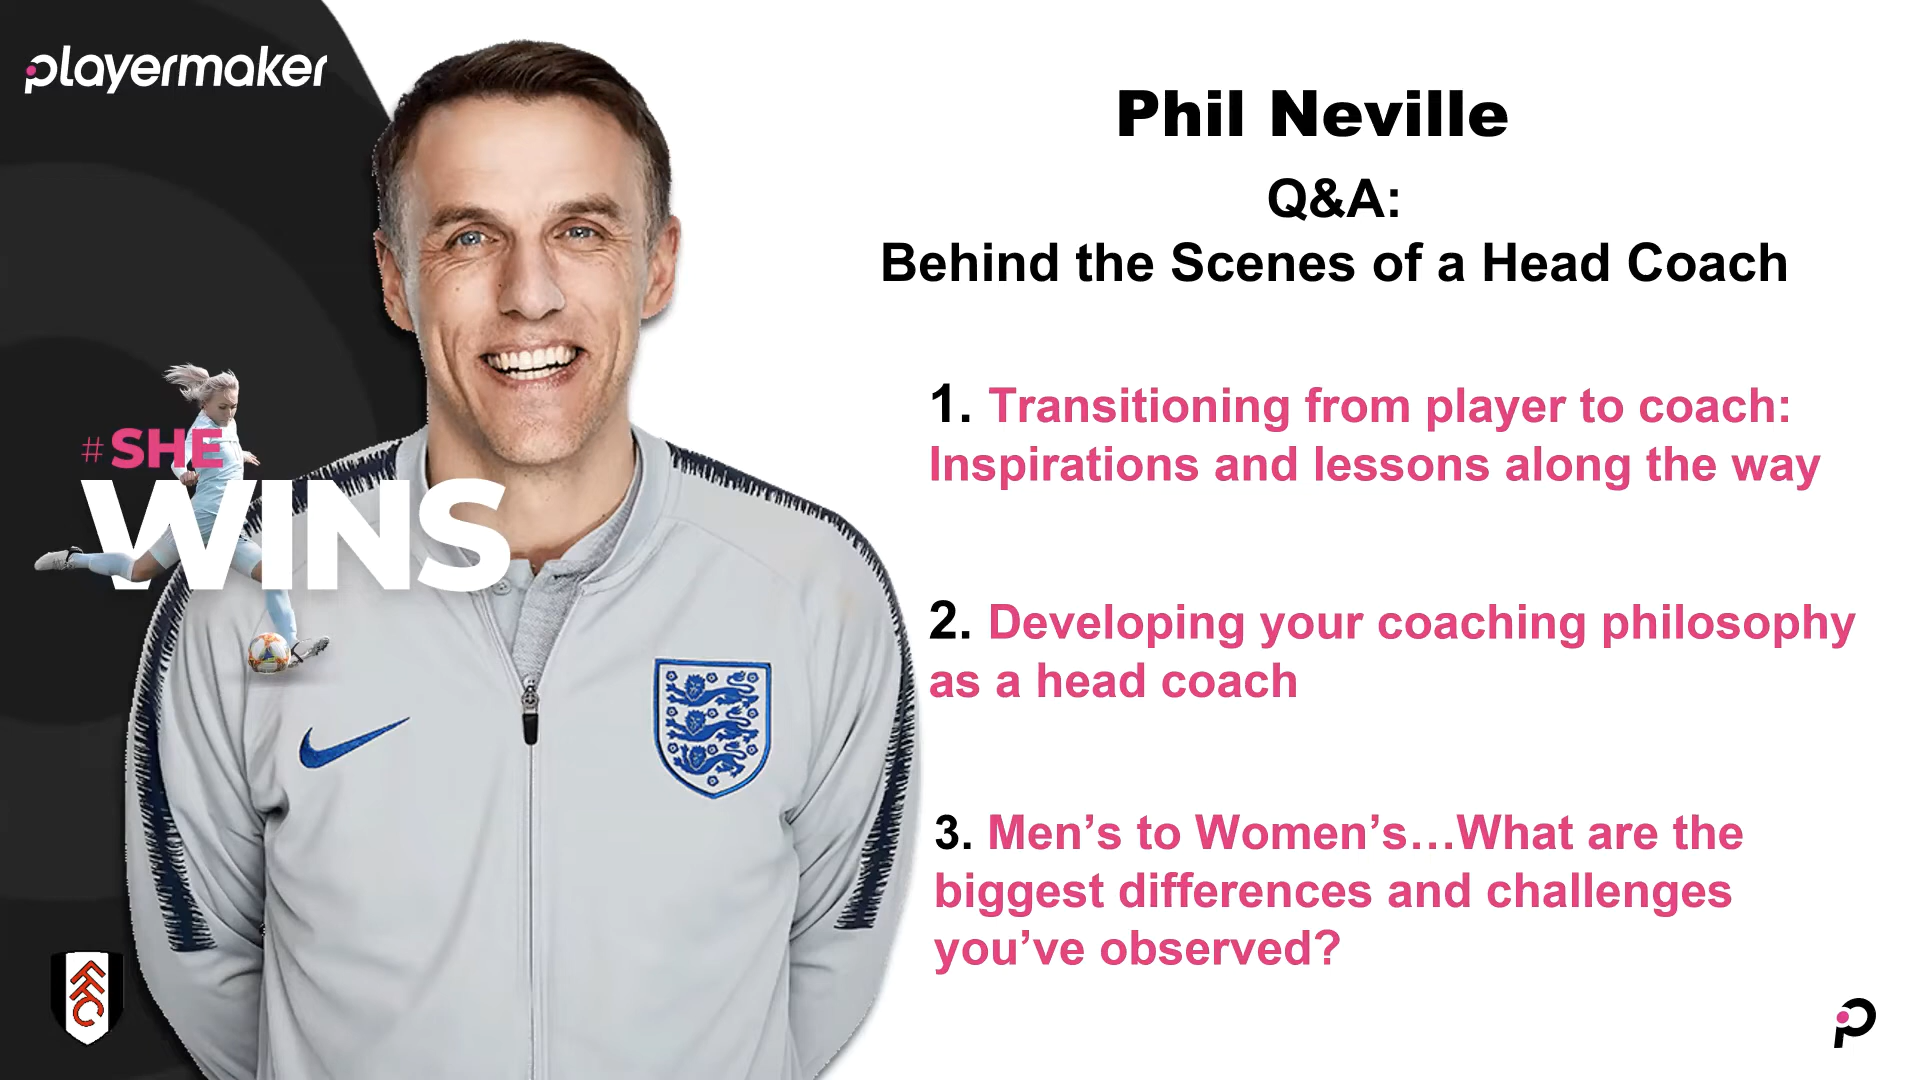 playermaker
Phil Neville
Q&A:
Behind the Scenes of a Head Coach
#SHE
WINS
1. Transitioning from player to coach:
Inspirations and lessons along the way
2. Developing your coaching philosophy
as a head coach
3. Men’s to Women’s…What are the
biggest differences and challenges
you’ve observed?
FFC